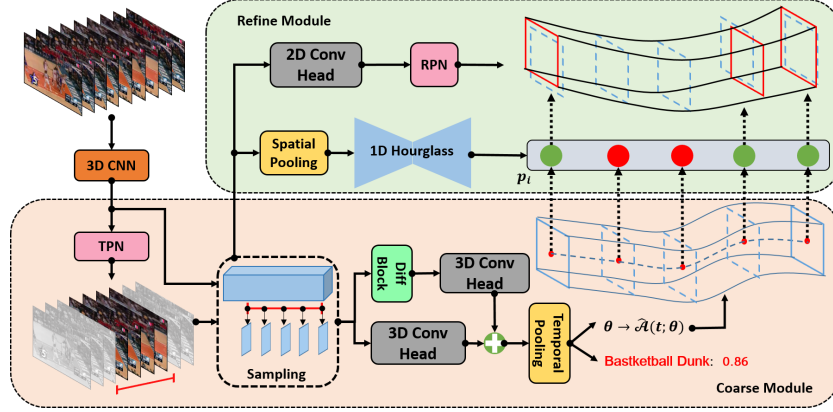 Refine Module
2D Conv
Head
RPN
Spatial
Pooling
1D Hourglass
p_i
3D CNN
TPN
Sampling
Diff
Block
3D Conv
Head
3D Conv
Head
Temporal
Pooling
θ → Â(t; θ)
Bastketball Dunk: 0.86
Coarse Module